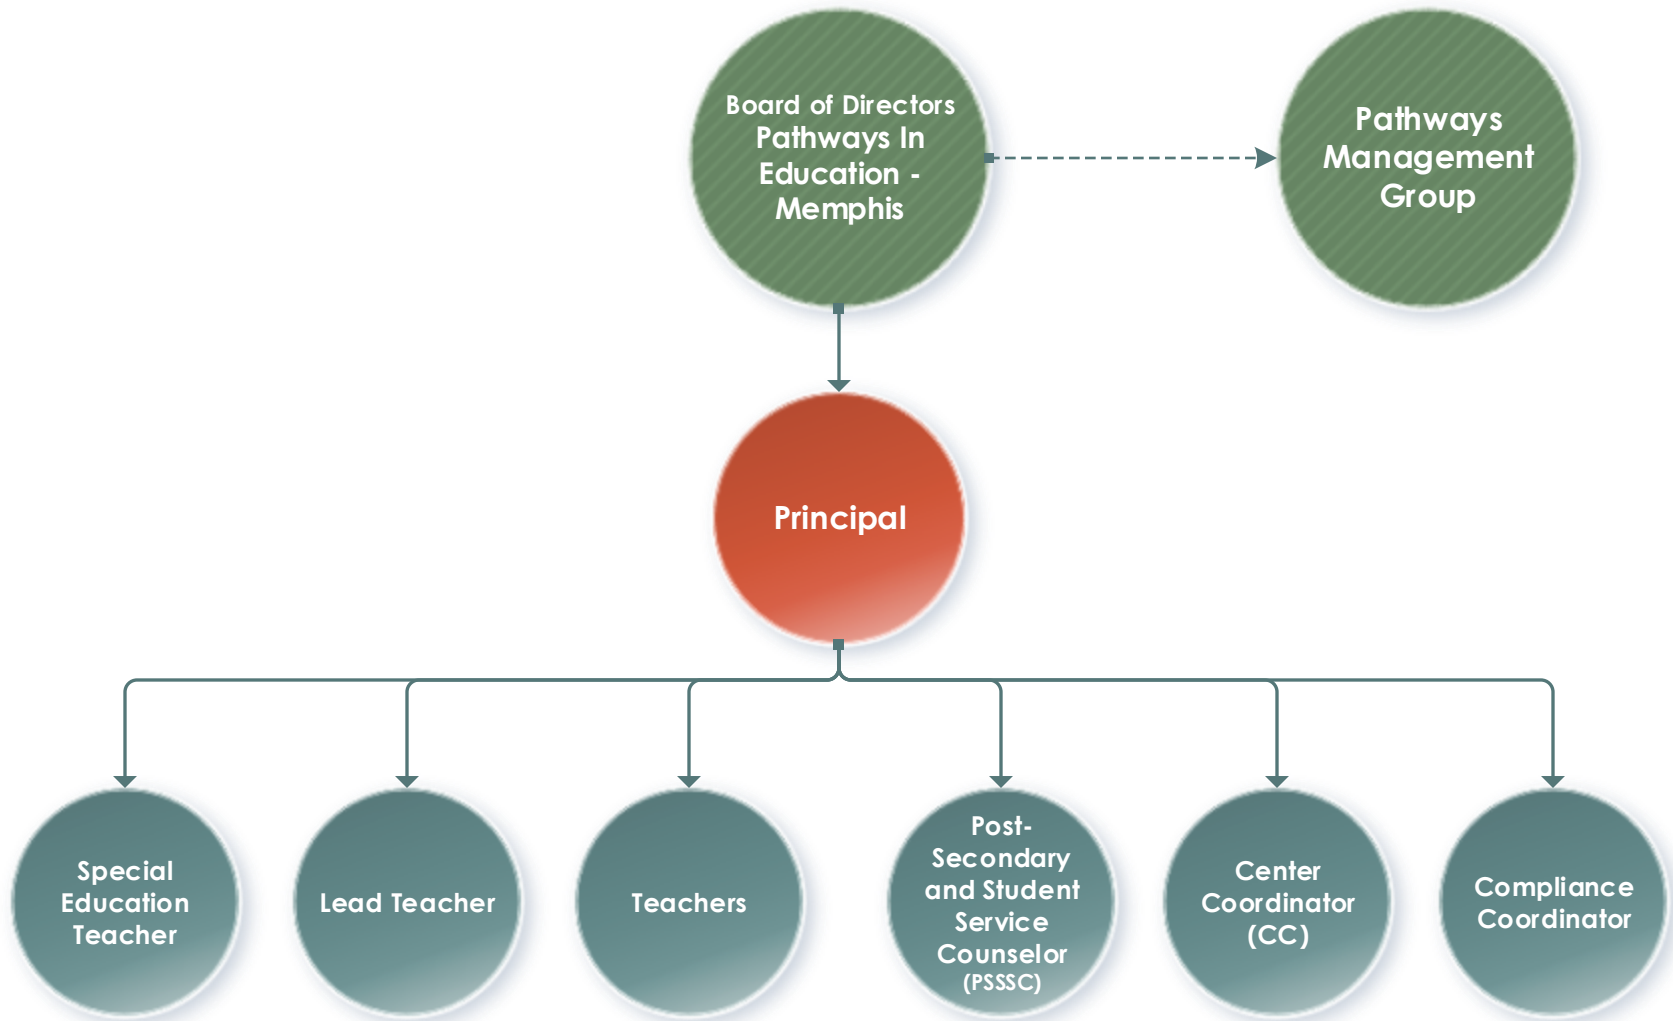 Board of Directors
Pathways In
Education -
Memphis
Pathways
Management
Group
Principal
Special
Education
Teacher
Lead Teacher
Teachers
Post-
Secondary
and Student
Service
Counselor
(PSSSC)
Center
Coordinator
(CC)
Compliance
Coordinator